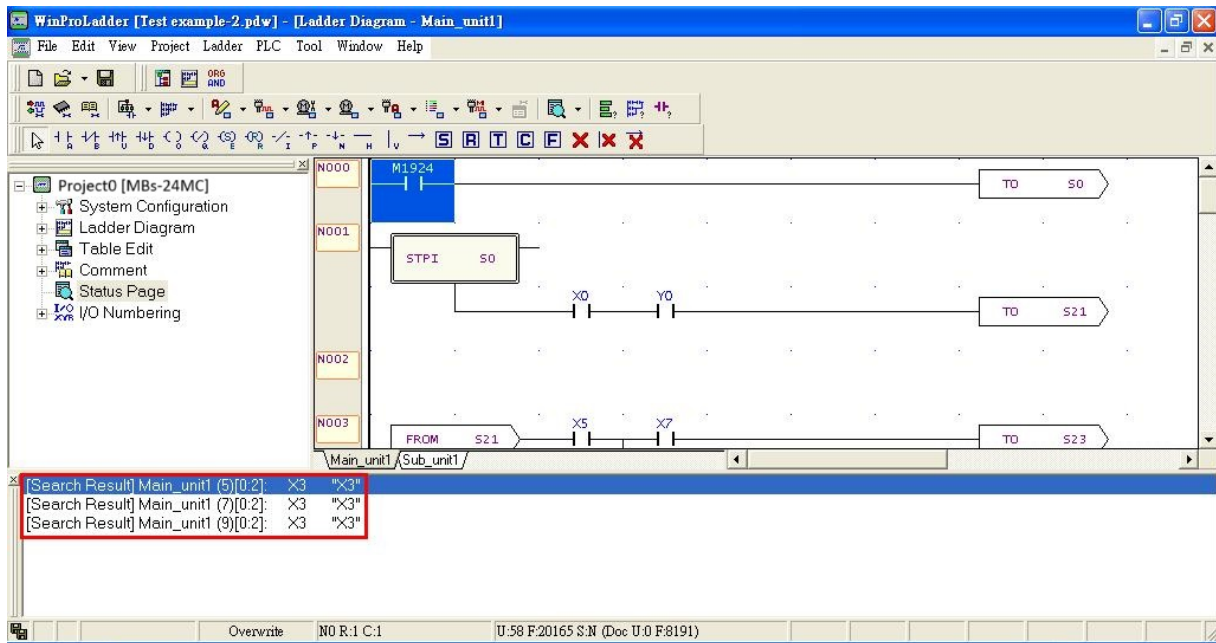 WinProLadder [Test example-2.pdw] - [Ladder Diagram - Main_unit1]
File Edit View Project Ladder PLC Tool Window Help
ORG
AND
A B U D Q E R I P N H V S R T C F
Project0 [MBs-24MC]
System Configuration
Ladder Diagram
Table Edit
Comment
Status Page
I/O Numbering
N000 M1924 TO S0
N001
STPI S0
X0 Y0
TO S21
N002
N003 X5 X7
FROM S21 TO S23
Main_unit1 Sub_unit1
[Search Result] Main_unit1 (5)[0:2]: X3 "X3"
[Search Result] Main_unit1 (7)[0:2]: X3 "X3"
[Search Result] Main_unit1 (9)[0:2]: X3 "X3"
Overwrite N0 R:1 C:1 U:58 F:20165 S:N (Doc U:0 F:8191)